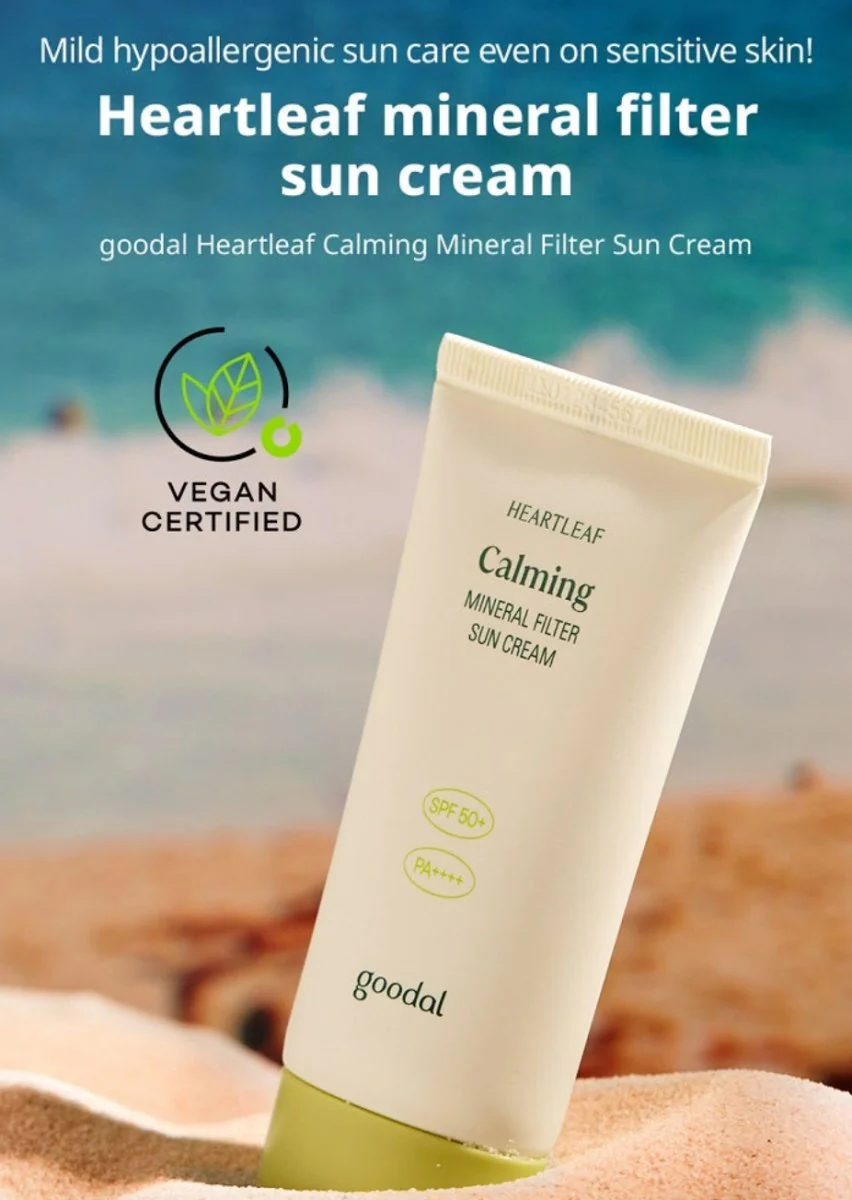 Mild hypoallergenic sun care even on sensitive skin!
Heartleaf mineral filter
sun cream
goodal Heartleaf Calming Mineral Filter Sun Cream
VEGAN
CERTIFIED
HEARTLEAF
Calming
MINERAL FILTER
SUN CREAM
SPF 50+
PA++++
goodal